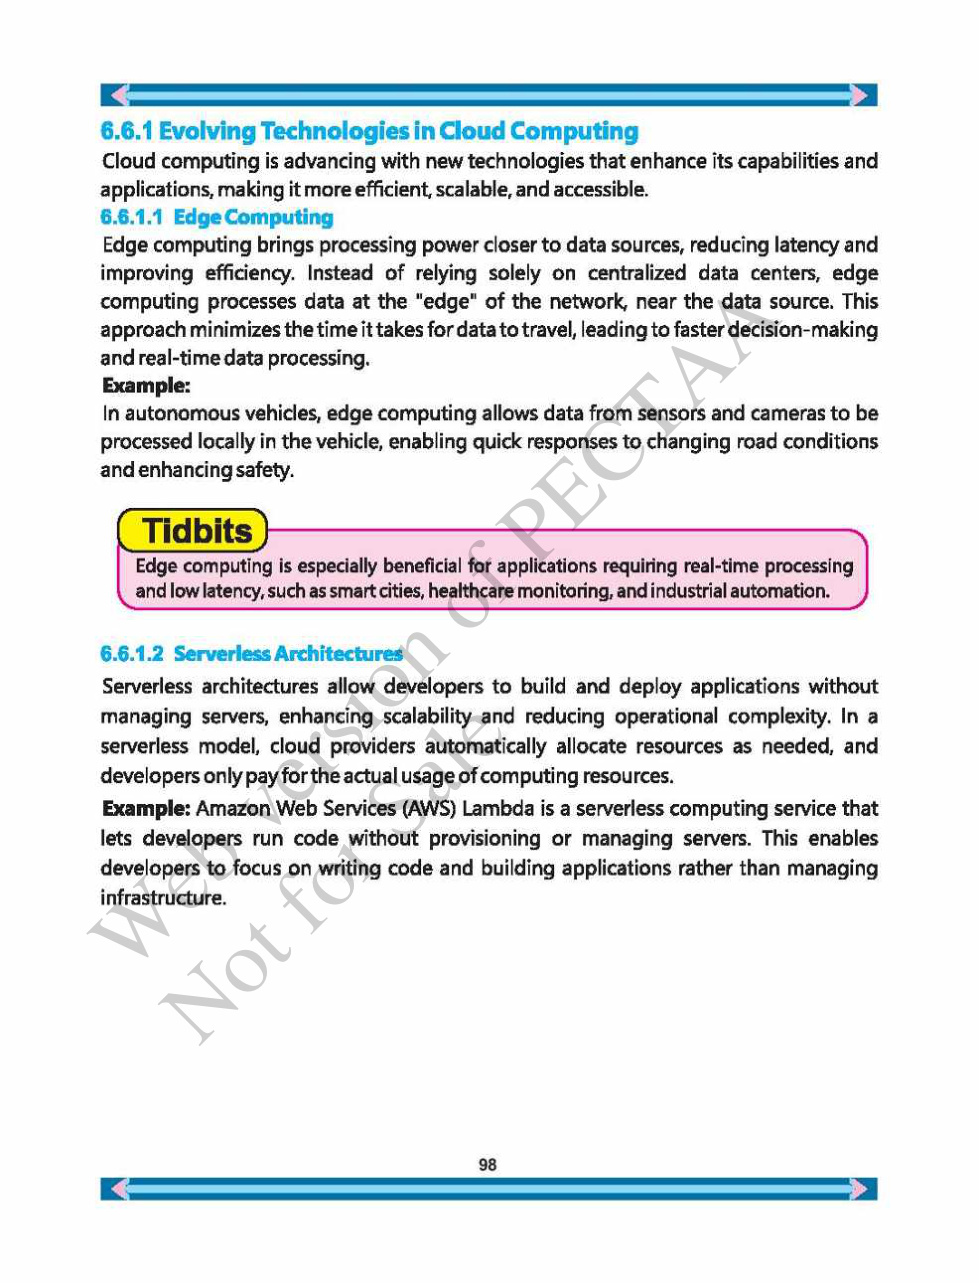 6.6.1 Evolving Technologies in Cloud Computing
Cloud computing is advancing with new technologies that enhance its capabilities and
applications, making it more efficient, scalable, and accessible.
6.6.1.1 Edge Computing
Edge computing brings processing power closer to data sources, reducing latency and
improving efficiency. Instead of relying solely on centralized data centers, edge
computing processes data at the "edge" of the network, near the data source. This
approach minimizes the time it takes for data to travel, leading to faster decision-making
and real-time data processing.
Example:
In autonomous vehicles, edge computing allows data from sensors and cameras to be
processed locally in the vehicle, enabling quick responses to changing road conditions
and enhancing safety.
Tidbits
Edge computing is especially beneficial for applications requiring real-time processing
and low latency, such as smart cities, healthcare monitoring, and industrial automation.
6.6.1.2 Serverless Architectures
Serverless architectures allow developers to build and deploy applications without
managing servers, enhancing scalability and reducing operational complexity. In a
serverless model, cloud providers automatically allocate resources as needed, and
developers only pay for the actual usage of computing resources.
Example: Amazon Web Services (AWS) Lambda is a serverless computing service that
lets developers run code without provisioning or managing servers. This enables
developers to focus on writing code and building applications rather than managing
infrastructure.
Web version of PECTAA
Not for Sale
98